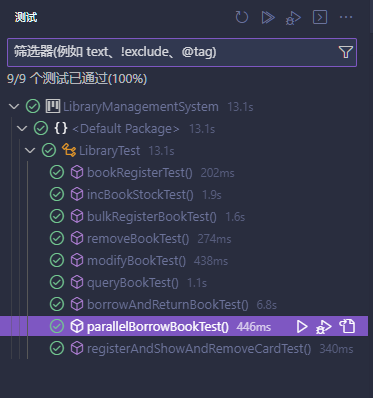 测试
筛选器(例如 text、!exclude、@tag)
9/9 个测试已通过(100%)
LibraryManagementSystem 13.1s
{} <Default Package> 13.1s
LibraryTest 13.1s
bookRegisterTest() 202ms
incBookStockTest() 1.9s
bulkRegisterBookTest() 1.6s
removeBookTest() 274ms
modifyBookTest() 438ms
queryBookTest() 1.1s
borrowAndReturnBookTest() 6.8s
parallelBorrowBookTest() 446ms
registerAndShowAndRemoveCardTest() 340ms